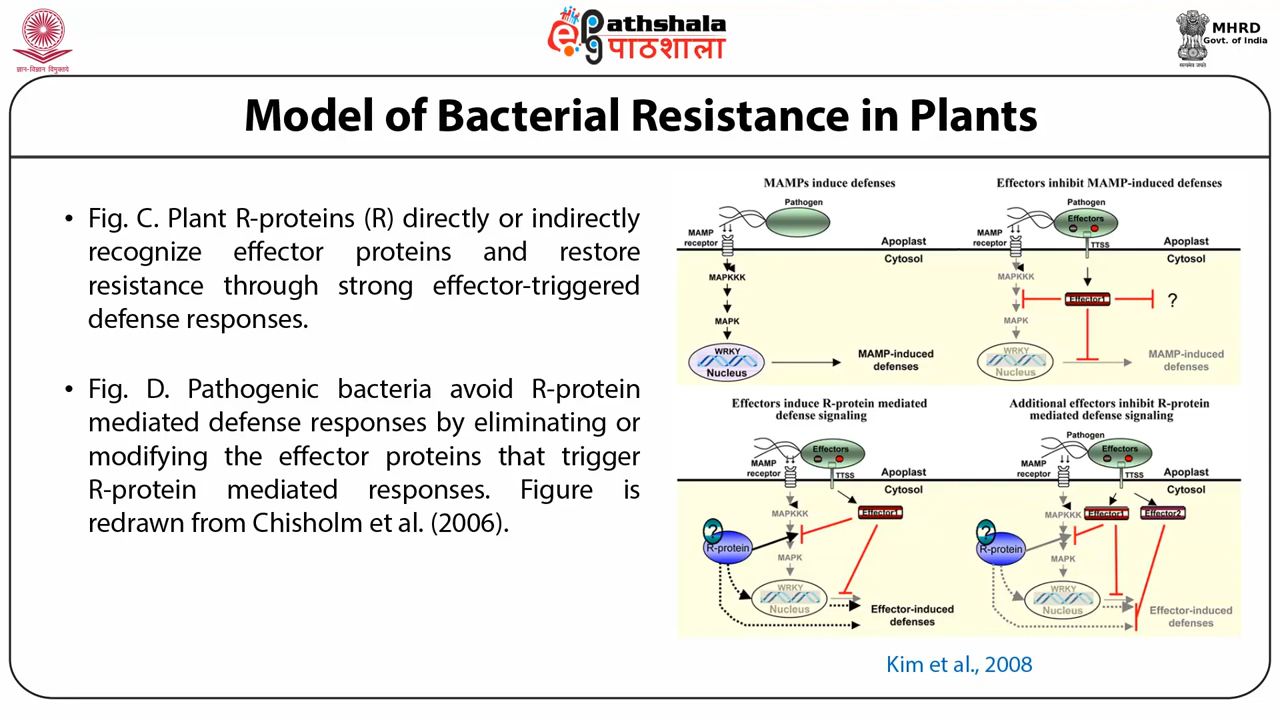 ज्ञान-विज्ञान विमुक्तये
ePathshala
पाठशाला
MHRD
Govt. of India
सत्यमेव जयते
Model of Bacterial Resistance in Plants
• Fig. C. Plant R-proteins (R) directly or indirectly
recognize effector proteins and restore
resistance through strong effector-triggered
defense responses.
• Fig. D. Pathogenic bacteria avoid R-protein
mediated defense responses by eliminating or
modifying the effector proteins that trigger
R-protein mediated responses. Figure is
redrawn from Chisholm et al. (2006).
MAMPs induce defenses
Pathogen
MAMP
receptor
Apoplast
Cytosol
MAPKKK
MAPK
WRKY
Nucleus
MAMP-induced
defenses
Effectors inhibit MAMP-induced defenses
Pathogen
Effectors
MAMP
receptor
TTSS
Apoplast
Cytosol
MAPKKK
Effector1
?
MAPK
WRKY
Nucleus
MAMP-induced
defenses
Effectors induce R-protein mediated
defense signaling
Effectors
MAMP
receptor
TTSS
Apoplast
Cytosol
MAPKKK
Effector1
?
R-protein
MAPK
WRKY
Nucleus
Effector-induced
defenses
Additional effectors inhibit R-protein
mediated defense signaling
Pathogen
Effectors
MAMP
receptor
TTSS
Apoplast
Cytosol
MAPKKK
Effector1
Effector2
?
R-protein
MAPK
WRKY
Nucleus
Effector-induced
defenses
Kim et al., 2008